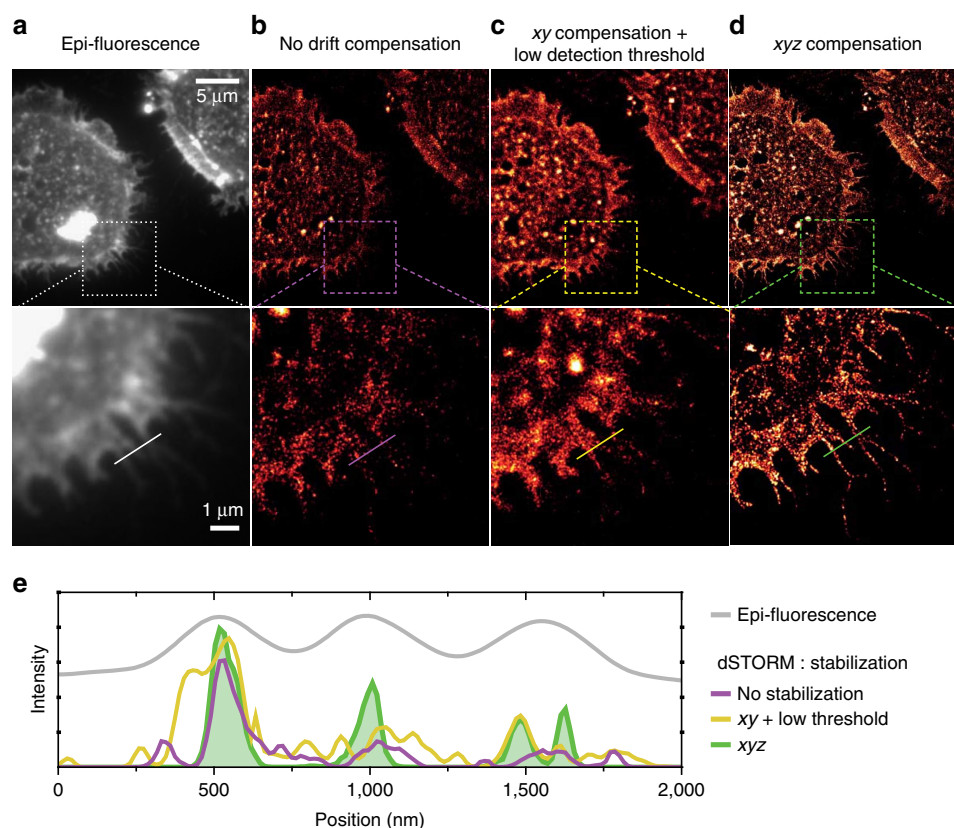 a
Epi-fluorescence
b
No drift compensation
c
xy compensation +
low detection threshold
d
xyz compensation
5 μm
1 μm
e
Intensity
0
500
1,000
1,500
2,000
Position (nm)
Epi-fluorescence
dSTORM : stabilization
No stabilization
xy + low threshold
xyz